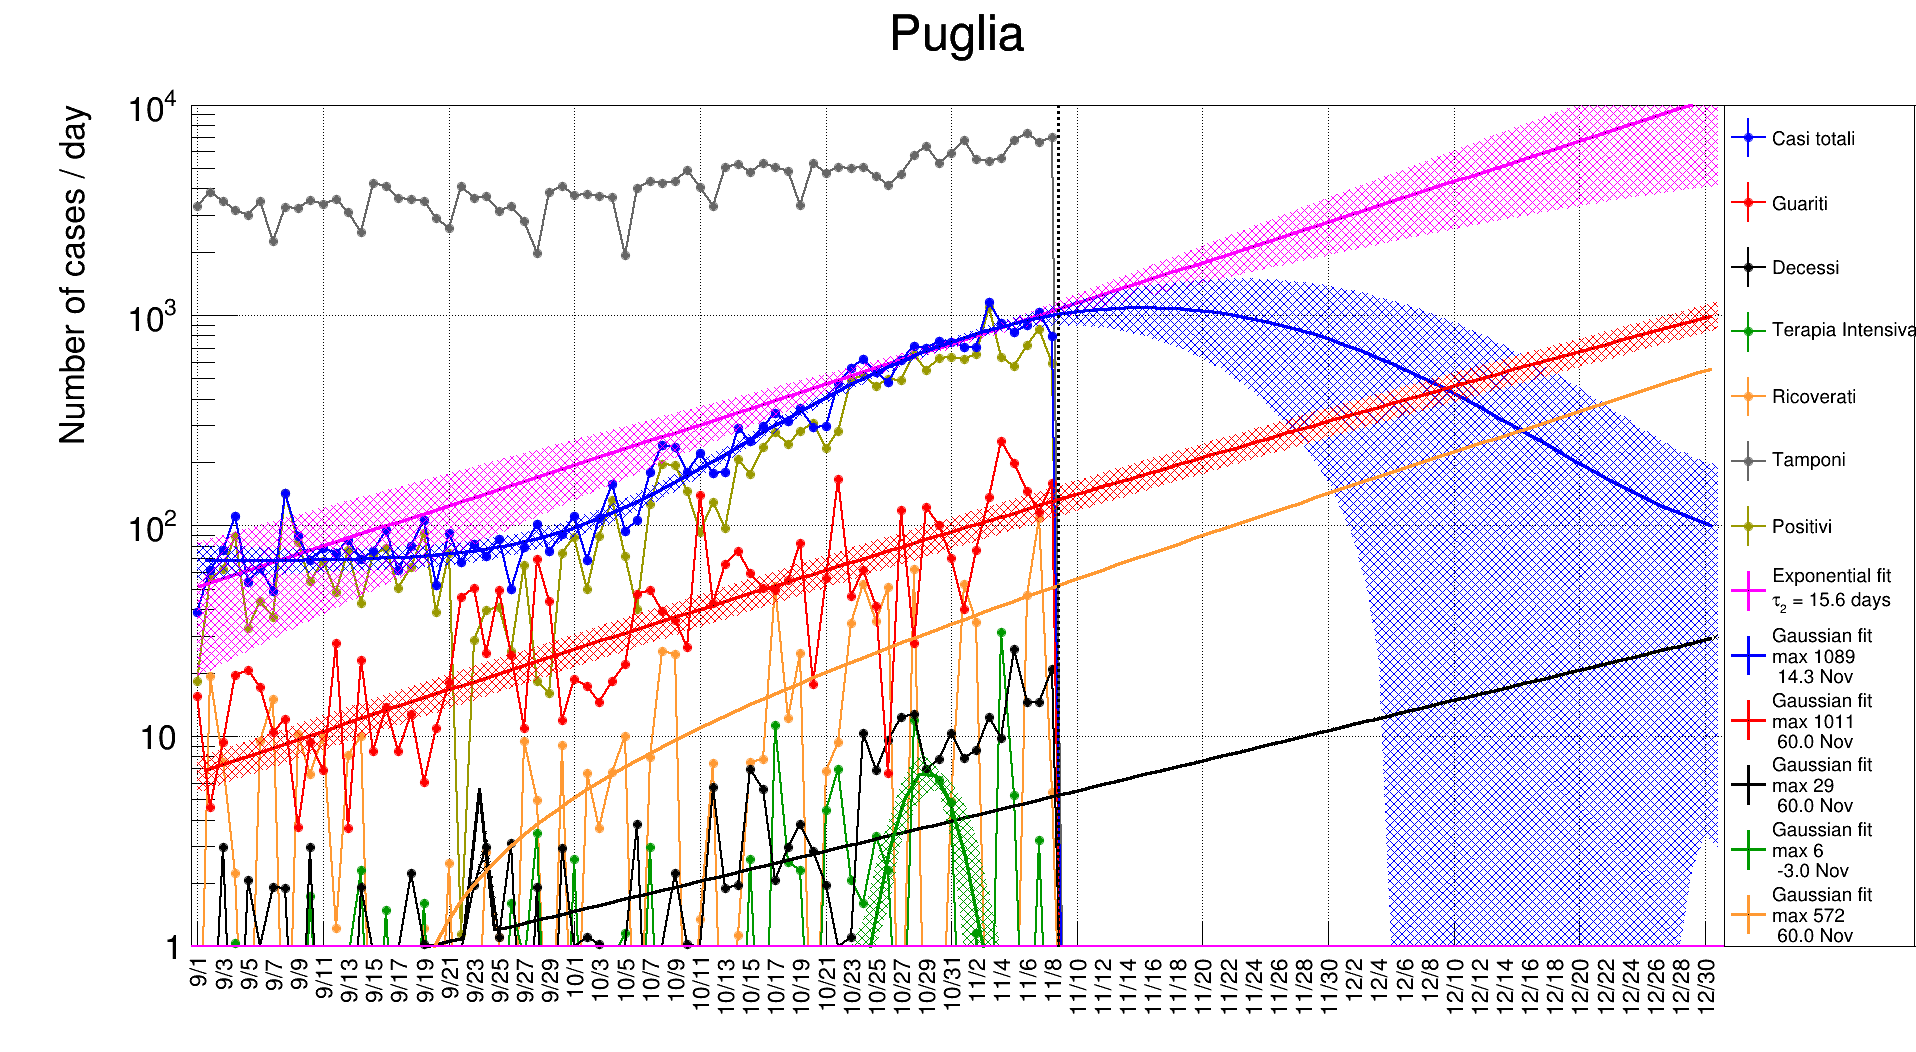 Puglia
Number of cases / day
10^4
10^3
10^2
10
1
9/1 9/3 9/5 9/7 9/9 9/11 9/13 9/15 9/17 9/19 9/21 9/23 9/25 9/27 9/29 10/1 10/3 10/5 10/7 10/9 10/11 10/13 10/15 10/17 10/19 10/21 10/23 10/25 10/27 10/29 10/31 11/2 11/4 11/6 11/8 11/10 11/12 11/14 11/16 11/18 11/20 11/22 11/24 11/26 11/28 11/30 12/2 12/4 12/6 12/8 12/10 12/12 12/14 12/16 12/18 12/20 12/22 12/24 12/26 12/28 12/30
Casi totali
Guariti
Decessi
Terapia Intensiva
Ricoverati
Tamponi
Positivi
Exponential fit
τ2 = 15.6 days
Gaussian fit
max 1089
14.3 Nov
Gaussian fit
max 1011
60.0 Nov
Gaussian fit
max 29
60.0 Nov
Gaussian fit
max 6
-3.0 Nov
Gaussian fit
max 572
60.0 Nov